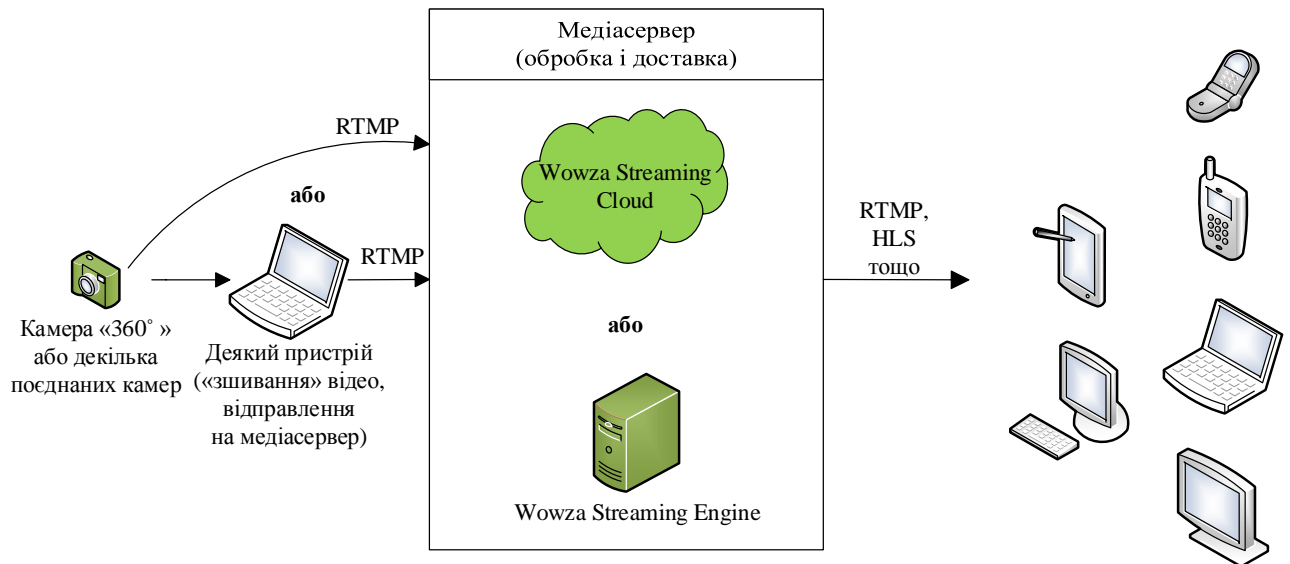 Медіасервер
(обробка і доставка)
RTMP
або
RTMP
Камера «360˚ »
або декілька
поєднаних камер
Деякий пристрій
(«зшивання» відео,
відправлення
на медіасервер)
Wowza Streaming
Cloud
або
Wowza Streaming Engine
RTMP,
HLS
тощо